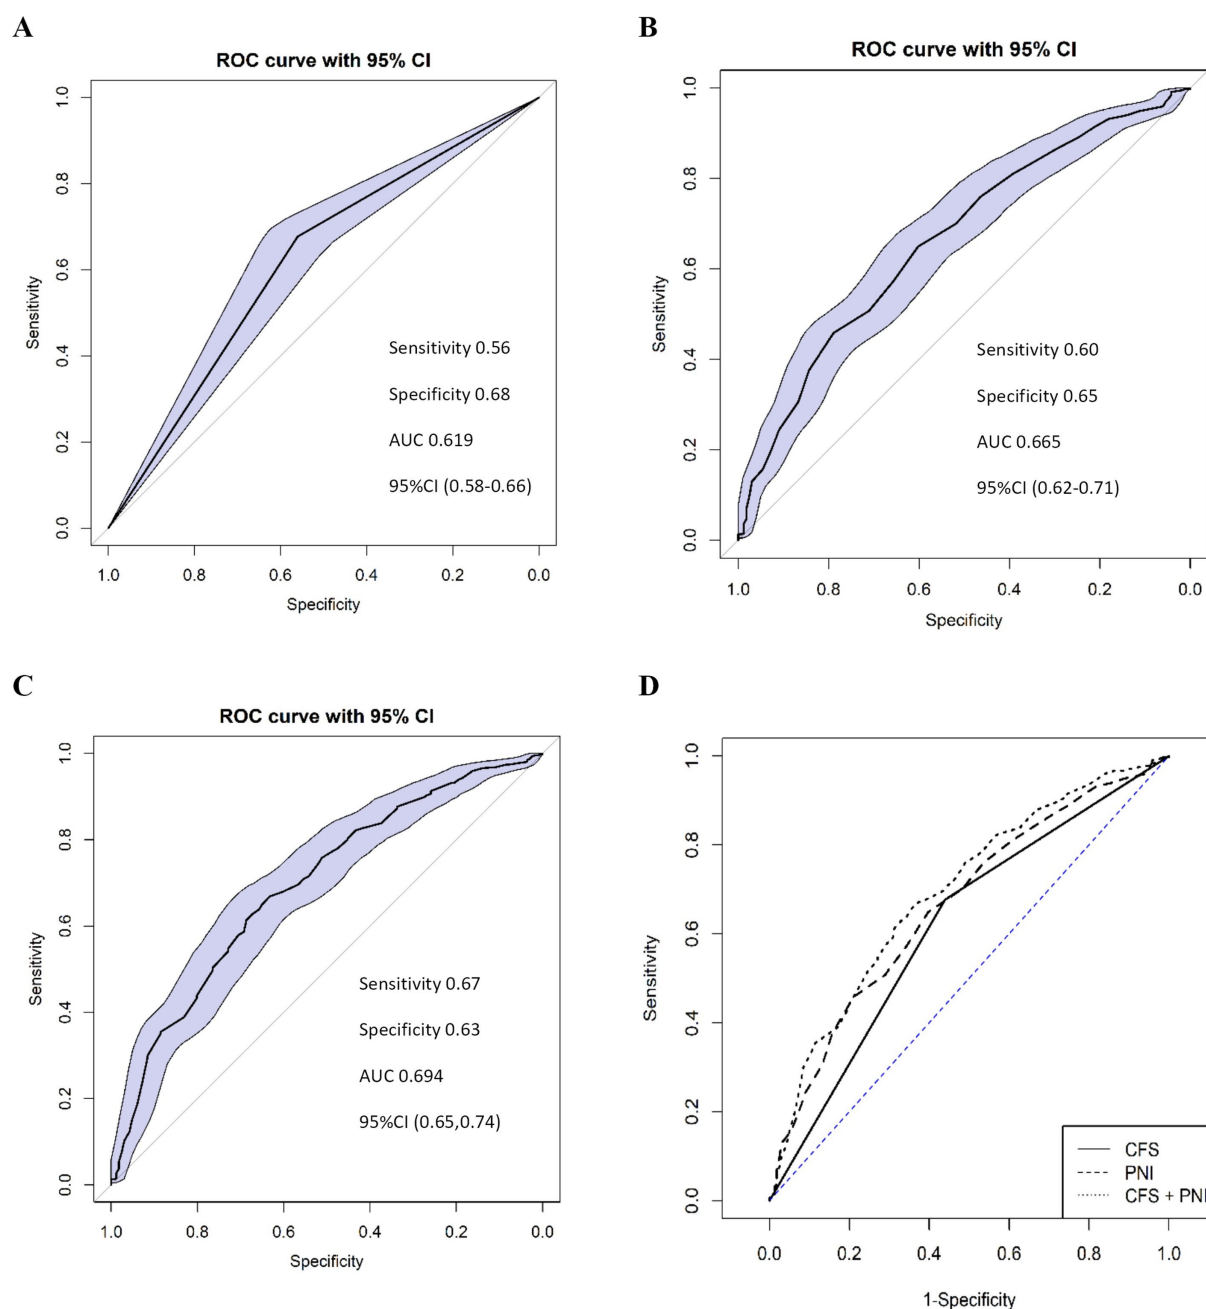 A
ROC curve with 95% CI
Sensitivity
1.0
0.8
0.6
0.4
0.2
0.0
Sensitivity 0.56
Specificity 0.68
AUC 0.619
95%CI (0.58-0.66)
1.0 0.8 0.6 0.4 0.2 0.0
Specificity
B
ROC curve with 95% CI
Sensitivity
1.0
0.8
0.6
0.4
0.2
0.0
Sensitivity 0.60
Specificity 0.65
AUC 0.665
95%CI (0.62-0.71)
1.0 0.8 0.6 0.4 0.2 0.0
Specificity
C
ROC curve with 95% CI
Sensitivity
1.0
0.8
0.6
0.4
0.2
0.0
Sensitivity 0.67
Specificity 0.63
AUC 0.694
95%CI (0.65,0.74)
1.0 0.8 0.6 0.4 0.2 0.0
Specificity
D
Sensitivity
1.0
0.8
0.6
0.4
0.2
0.0
CFS
PNI
CFS + PNI
0.0 0.2 0.4 0.6 0.8 1.0
1-Specificity